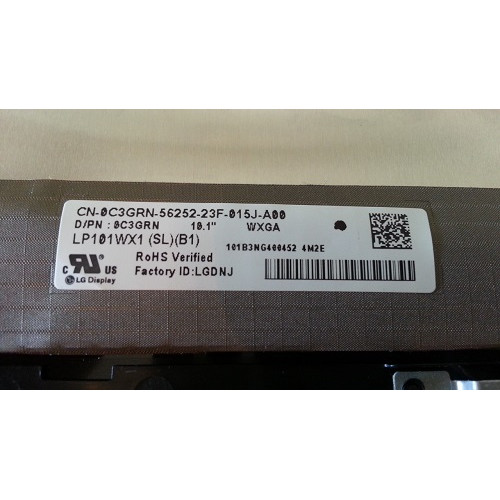 CN-0C3GRN-56252-23F-015J-A00
D/PN : 0C3GRN 10.1" WXGA
LP101WX1 (SL)(B1)
101B3NG400452 4M2E
RoHS Verified
c RU US
Factory ID:LGDNJ
LG Display